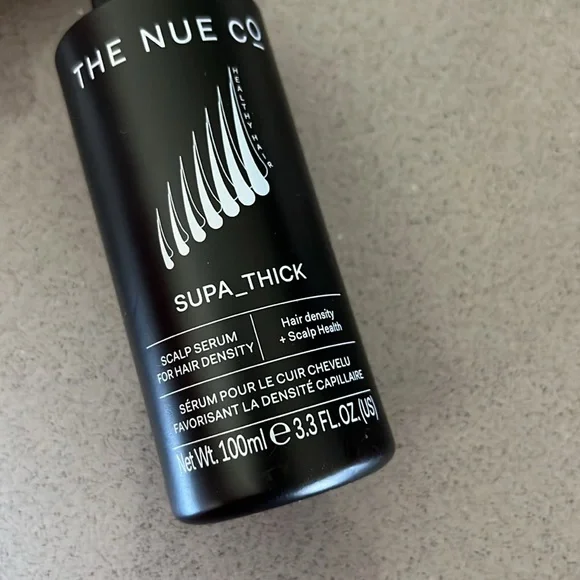 THE NUE CO
HEALTHY HAIR
SUPA_THICK
SCALP SERUM
FOR HAIR DENSITY
Hair density
+ Scalp Health
SÉRUM POUR LE CUIR CHEVELU
FAVORISANT LA DENSITÉ CAPILLAIRE
Net Wt. 100ml ℮ 3.3 FL.OZ.(US)